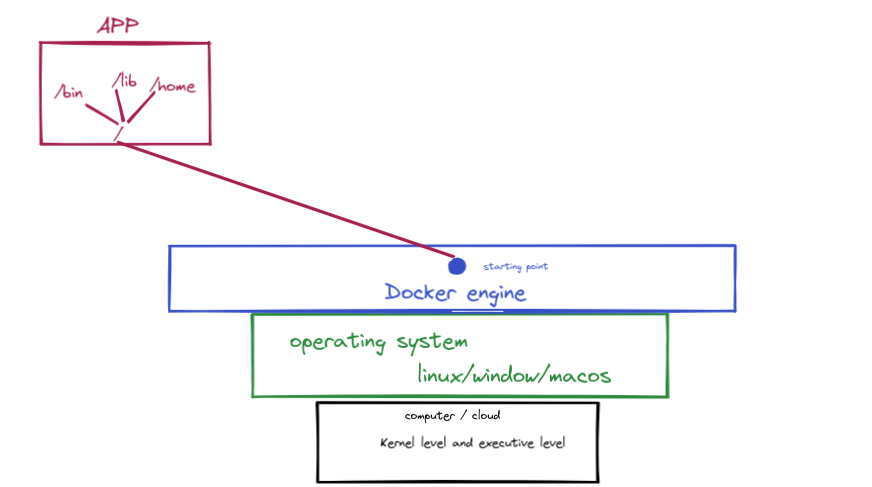 APP
/bin
/lib
/home
/
starting point
Docker engine
operating system
linux/window/macos
computer / cloud
Kernel level and executive level